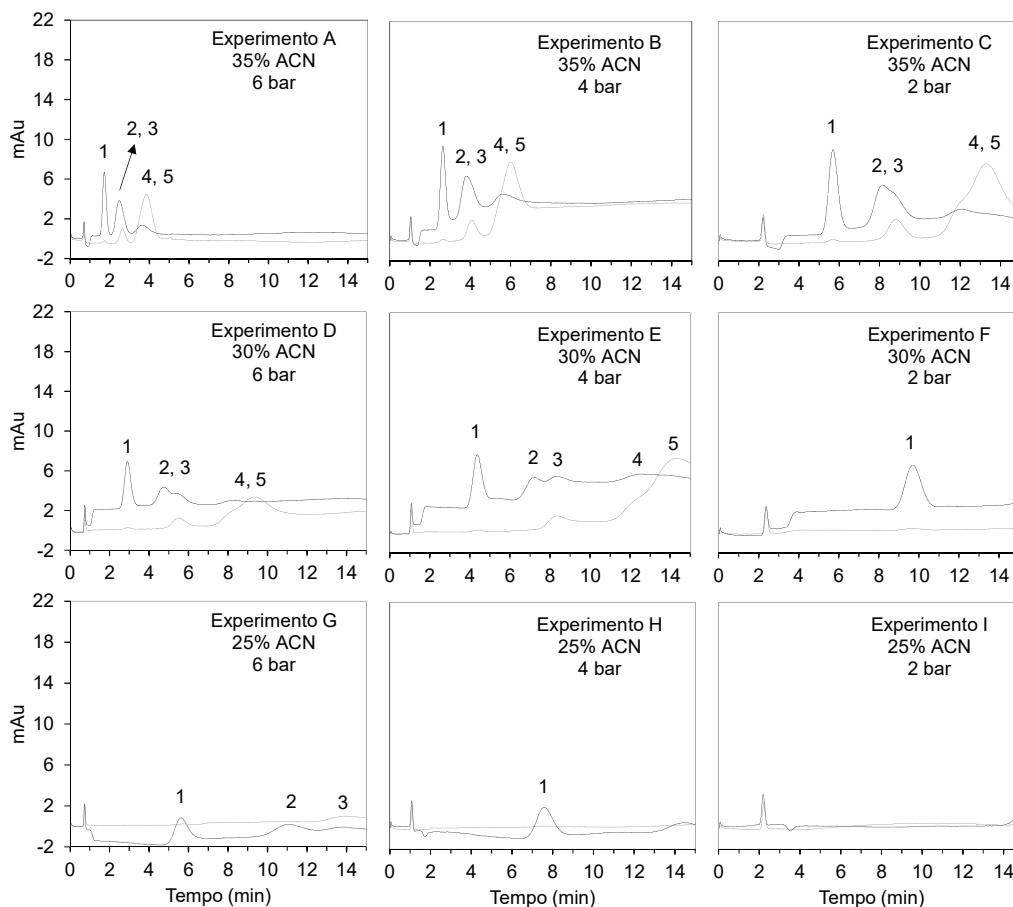 22
18
14
10
6
2
-2
mAu
Experimento A
35% ACN
6 bar
1
2, 3
4, 5
0 2 4 6 8 10 12 14
Experimento B
35% ACN
4 bar
1
2, 3
4, 5
0 2 4 6 8 10 12 14
Experimento C
35% ACN
2 bar
1
2, 3
4, 5
0 2 4 6 8 10 12 14
22
18
14
10
6
2
-2
mAu
Experimento D
30% ACN
6 bar
1
2, 3
4, 5
0 2 4 6 8 10 12 14
Experimento E
30% ACN
4 bar
1
2
3
4
5
0 2 4 6 8 10 12 14
Experimento F
30% ACN
2 bar
1
0 2 4 6 8 10 12 14
22
18
14
10
6
2
-2
mAu
Experimento G
25% ACN
6 bar
1
2
3
0 2 4 6 8 10 12 14
Tempo (min)
Experimento H
25% ACN
4 bar
1
0 2 4 6 8 10 12 14
Tempo (min)
Experimento I
25% ACN
2 bar
0 2 4 6 8 10 12 14
Tempo (min)